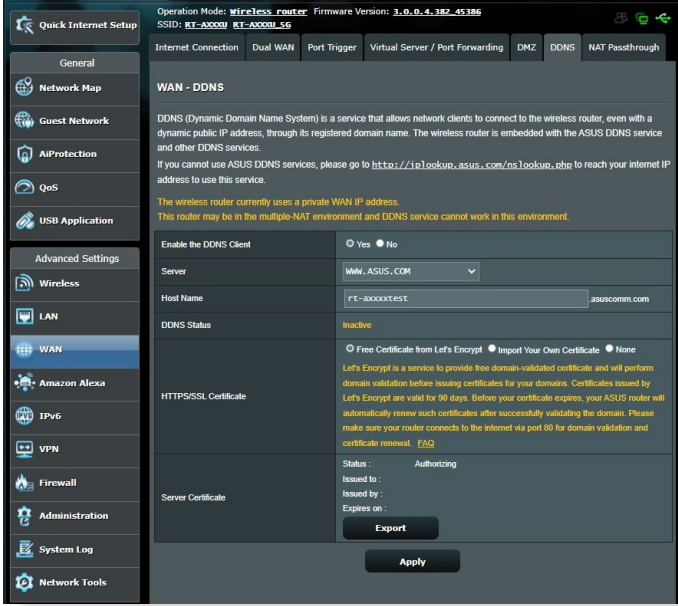 Quick Internet Setup
General
Network Map
Guest Network
AiProtection
QoS
USB Application
Advanced Settings
Wireless
LAN
WAN
Amazon Alexa
IPv6
VPN
Firewall
Administration
System Log
Network Tools
Operation Mode: Wireless router Firmware Version: 3.0.0.4.382_45386
SSID: RT-AXXXU RT-AXXXU_5G
Internet Connection Dual WAN Port Trigger Virtual Server / Port Forwarding DMZ DDNS NAT Passthrough
WAN - DDNS
DDNS (Dynamic Domain Name System) is a service that allows network clients to connect to the wireless router, even with a
dynamic public IP address, through its registered domain name. The wireless router is embedded with the ASUS DDNS service
and other DDNS services.
If you cannot use ASUS DDNS services, please go to http://iplookup.asus.com/nslookup.php to reach your internet IP
address to use this service.
The wireless router currently uses a private WAN IP address.
This router may be in the multiple-NAT environment and DDNS service cannot work in this environment.
Enable the DDNS Client Yes No
Server WWW.ASUS.COM
Host Name rt-axxxxtest .asuscomm.com
DDNS Status Inactive
HTTPS/SSL Certificate
Free Certificate from Let's Encrypt Import Your Own Certificate None
Let's Encrypt is a service to provide free domain-validated certificate and will perform
domain validation before issuing certificates for your domains. Certificates issued by
Let's Encrypt are valid for 90 days. Before your certificate expires, your ASUS router will
automatically renew such certificates after successfully validating the domain. Please
make sure your router connects to the internet via port 80 for domain validation and
certificate renewal. FAQ
Server Certificate
Status : Authorizing
Issued to :
Issued by :
Expires on :
Export
Apply